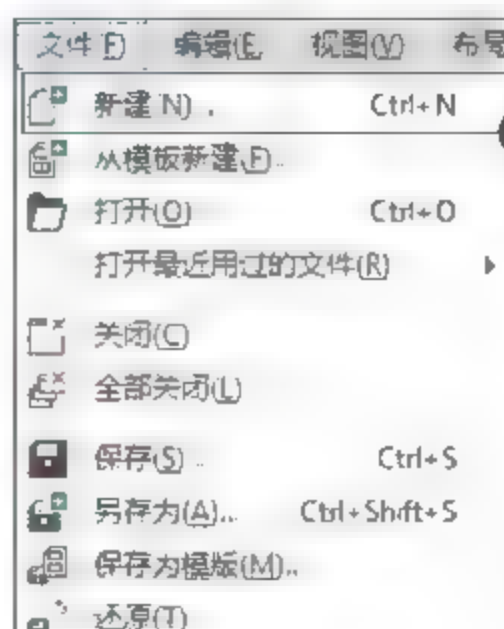 文件(F) 编辑(E) 视图(V) 布局
新建(N)... Ctrl+N
从模板新建(F)...
打开(O) Ctrl+O
打开最近用过的文件(R)
关闭(C)
全部关闭(L)
保存(S)... Ctrl+S
另存为(A)... Ctrl+Shift+S
保存为模版(M)...
还原(T)